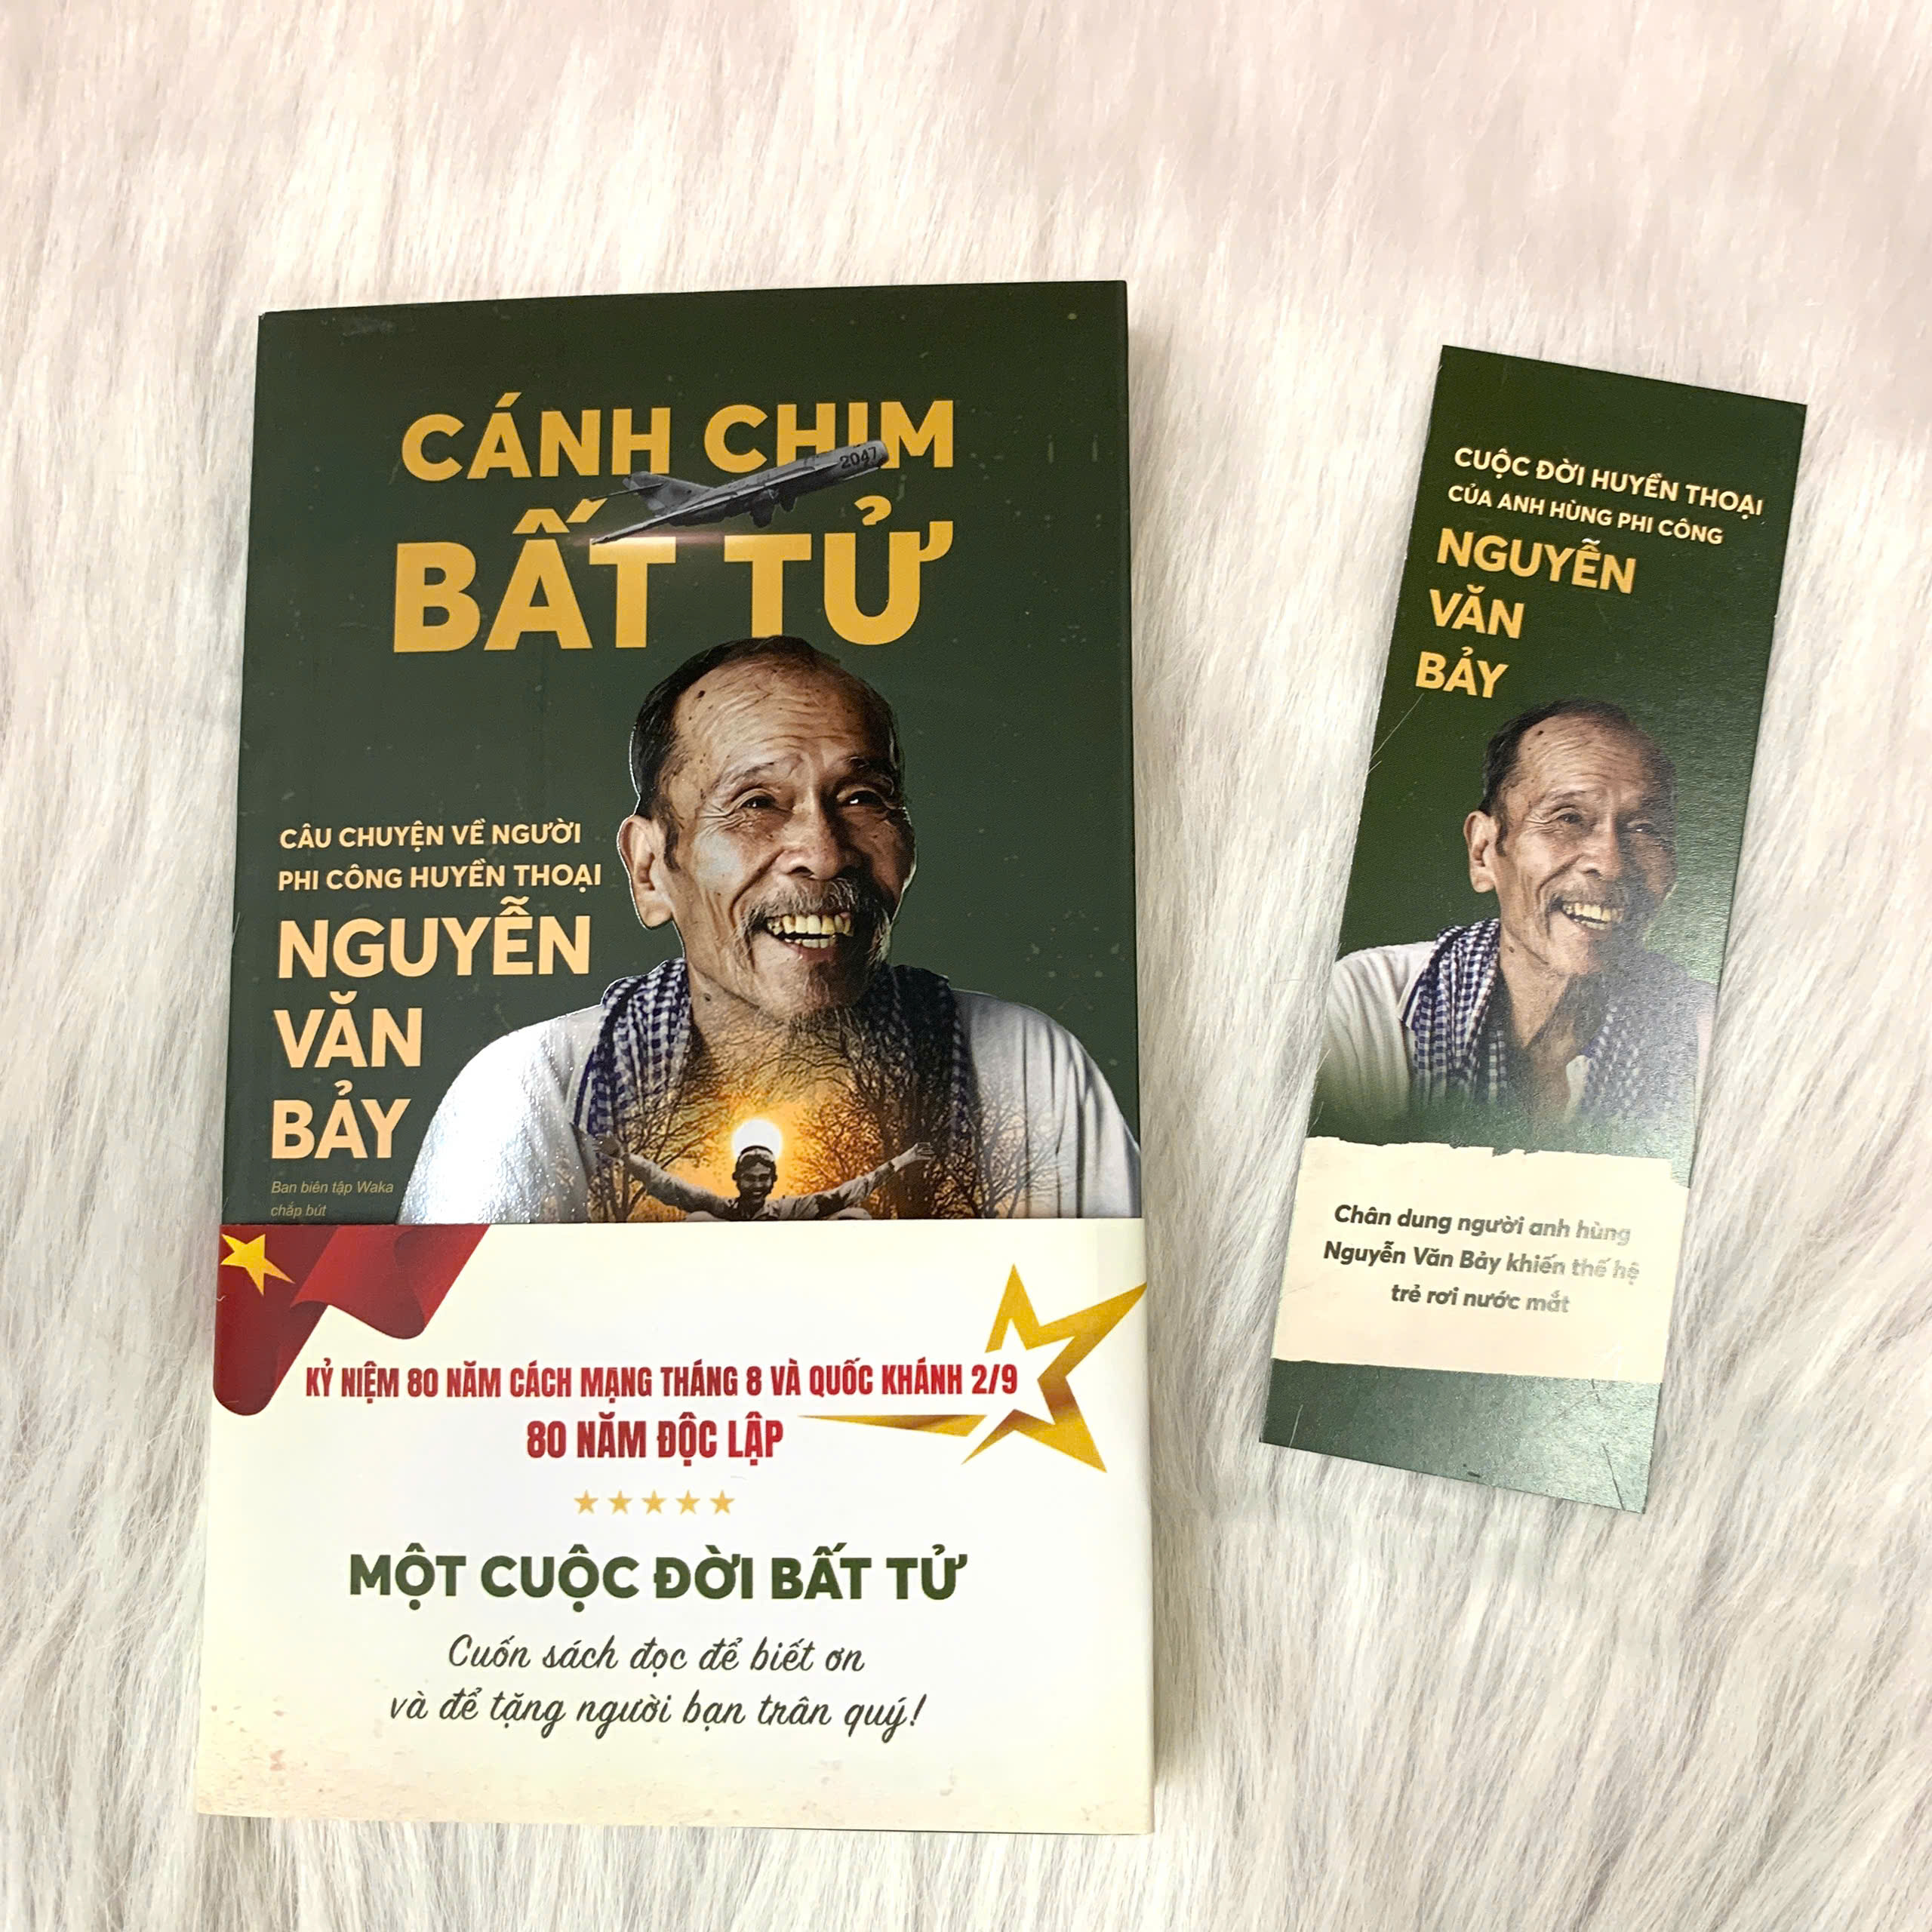 CÁNH CHIM
2047
BẤT TỬ
CÂU CHUYỆN VỀ NGƯỜI
PHI CÔNG HUYỀN THOẠI
NGUYỄN
VĂN
BẢY
Ban biên tập Waka
chắp bút
KỶ NIỆM 80 NĂM CÁCH MẠNG THÁNG 8 VÀ QUỐC KHÁNH 2/9
80 NĂM ĐỘC LẬP
MỘT CUỘC ĐỜI BẤT TỬ
Cuốn sách đọc để biết ơn
và để tặng người bạn trân quý!
CUỘC ĐỜI HUYỀN THOẠI
CỦA ANH HÙNG PHI CÔNG
NGUYỄN
VĂN
BẢY
Chân dung người anh hùng
Nguyễn Văn Bảy khiến thế hệ
trẻ rơi nước mắt